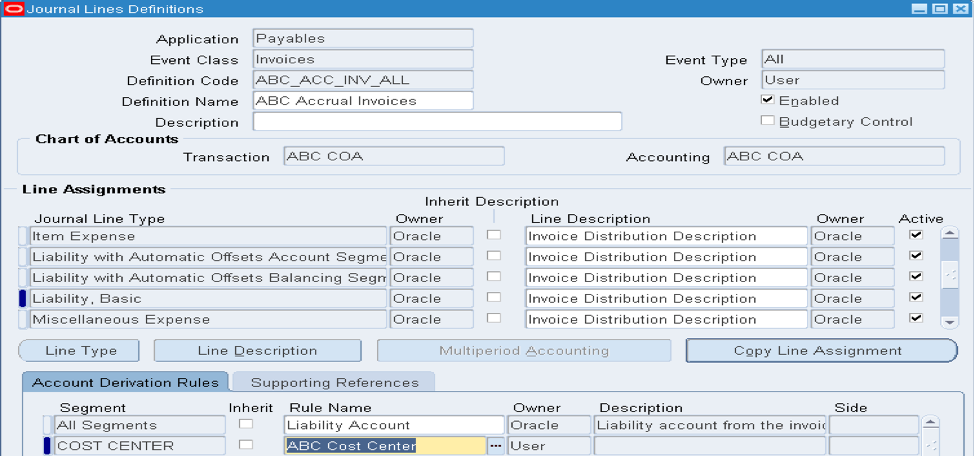 Journal Lines Definitions
Application Payables
Event Class Invoices Event Type All
Definition Code ABC_ACC_INV_ALL Owner User
Definition Name ABC Accrual Invoices Enabled
Description Budgetary Control
Chart of Accounts
Transaction ABC COA Accounting ABC COA
Line Assignments
Inherit Description
Journal Line Type Owner Line Description Owner Active
Item Expense Oracle Invoice Distribution Description Oracle
Liability with Automatic Offsets Account Segme Oracle Invoice Distribution Description Oracle
Liability with Automatic Offsets Balancing Segm Oracle Invoice Distribution Description Oracle
Liability, Basic Oracle Invoice Distribution Description Oracle
Miscellaneous Expense Oracle Invoice Distribution Description Oracle
Line Type Line Description Multiperiod Accounting Copy Line Assignment
Account Derivation Rules Supporting References
Segment Inherit Rule Name Owner Description Side
All Segments Liability Account Oracle Liability account from the invoi
COST CENTER ABC Cost Center ... User